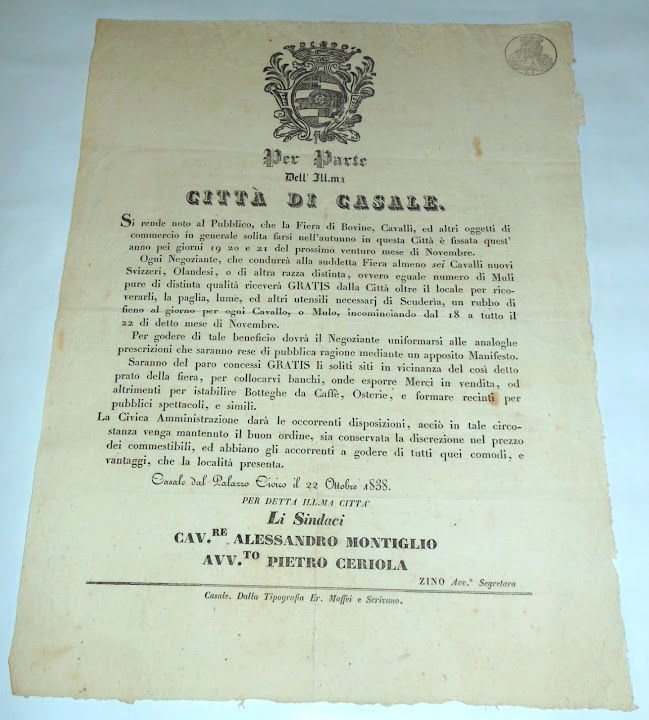 Per Parte
Dell' Ill.ma
CITTÀ DI CASALE.
Si rende noto al Pubblico, che la Fiera di Bovine, Cavalli, ed altri oggetti di
commercio in generale solita farsi nell'autunno in questa Città è fissata quest'
anno pei giorni 19 20 e 21 del prossimo venturo mese di Novembre.
Ogni Negoziante, che condurrà alla suddetta Fiera almeno sei Cavalli nuovi
Svizzeri, Olandesi, o di altra razza distinta, ovvero eguale numero di Muli
pure di distinta qualità riceverà GRATIS dalla Città oltre il locale per rico-
verarli, la paglia, lume, ed altri utensili necessarj di Scuderìa, un rubbo di
fieno al giorno per ogni Cavallo, o Mulo, incominciando dal 18 a tutto il
22 di detto mese di Novembre.
Per godere di tale beneficio dovrà il Negoziante uniformarsi alle analoghe
prescrizioni che saranno rese di pubblica ragione mediante un apposito Manifesto.
Saranno del paro concessi GRATIS li soliti siti in vicinanza del così detto
prato della fiera, per collocarvi banchi, onde esporre Merci in vendita, od
altrimenti per istabilire Botteghe da Caffè, Osterie, e formare recinti per
pubblici spettacoli, e simili.
La Civica Amministrazione darà le occorrenti disposizioni, acciò in tale circo-
stanza venga mantenuto il buon ordine, sia conservata la discrezione nel prezzo
dei commestibili, ed abbiano gli accorrenti a godere di tutti quei comodi, e
vantaggi, che la località presenta.
Casale dal Palazzo Civico il 22 Ottobre 1838.
PER DETTA ILL.MA CITTA'
Li Sindaci
CAV.RE ALESSANDRO MONTIGLIO
AVV.TO PIETRO CERIOLA
ZINO Avv.° Segretaro
Casale. Dalla Tipografia Er. Maffei e Scrivano.